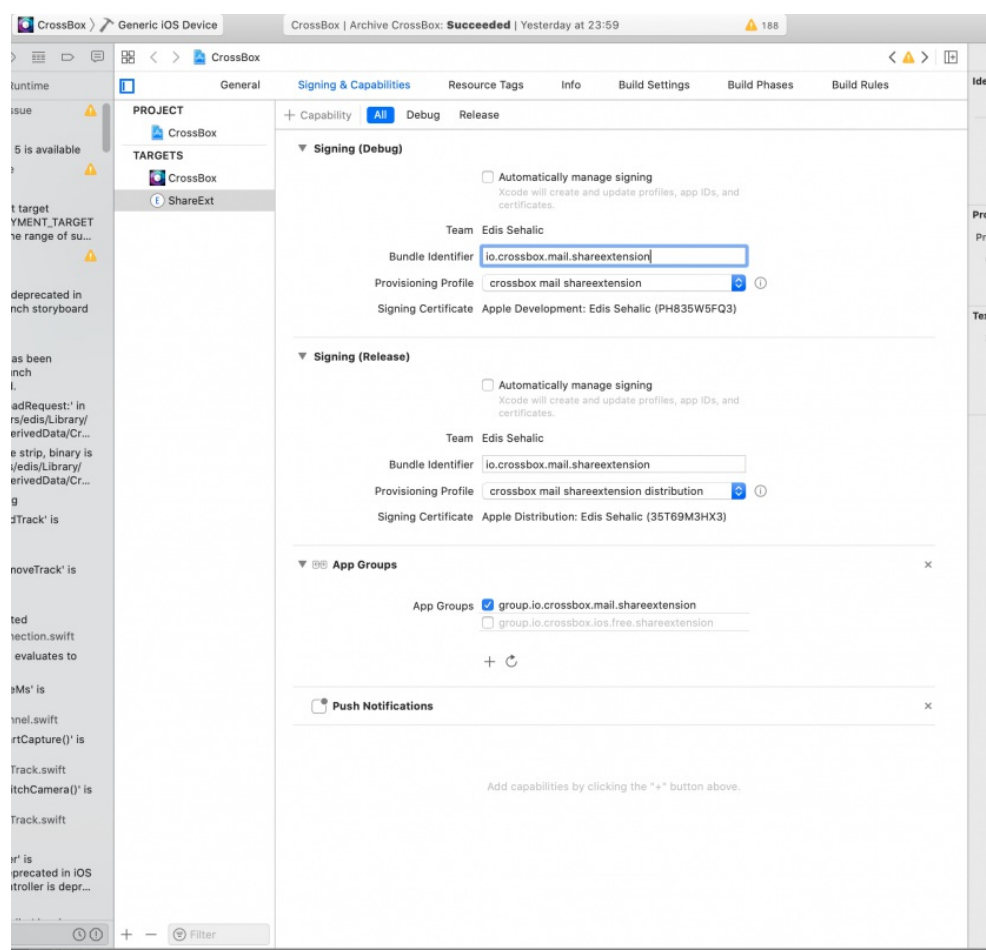 CrossBox
Generic iOS Device
CrossBox | Archive CrossBox: Succeeded | Yesterday at 23:59
188
CrossBox
Runtime
General
Signing & Capabilities
Resource Tags
Info
Build Settings
Build Phases
Build Rules
Ide
PROJECT
CrossBox
TARGETS
CrossBox
ShareExt
+ Capability
All
Debug
Release
Signing (Debug)
Automatically manage signing
Xcode will create and update profiles, app IDs, and
certificates.
Team Edis Sehalic
Bundle Identifier io.crossbox.mail.shareextension
Provisioning Profile crossbox mail shareextension
Signing Certificate Apple Development: Edis Sehalic (PH835W5FQ3)
Signing (Release)
Automatically manage signing
Xcode will create and update profiles, app IDs, and
certificates.
Team Edis Sehalic
Bundle Identifier io.crossbox.mail.shareextension
Provisioning Profile crossbox mail shareextension distribution
Signing Certificate Apple Distribution: Edis Sehalic (35T69M3HX3)
App Groups
App Groups group.io.crossbox.mail.shareextension
group.io.crossbox.ios.free.shareextension
Push Notifications
Add capabilities by clicking the "+" button above.
Filter
5 is available
t target
YMENT_TARGET
he range of su...
deprecated in
nch storyboard
as been
nch
adRequest:' in
rs/edis/Library/
erivedData/Cr...
e strip, binary is
s/edis/Library/
erivedData/Cr...
g
dTrack' is
noveTrack' is
ted
nection.swift
evaluates to
eMs' is
nnel.swift
rtCapture()' is
Track.swift
itchCamera()' is
Track.swift
er' is
precated in iOS
ntroller is depr...
Pro
Pr
Tex